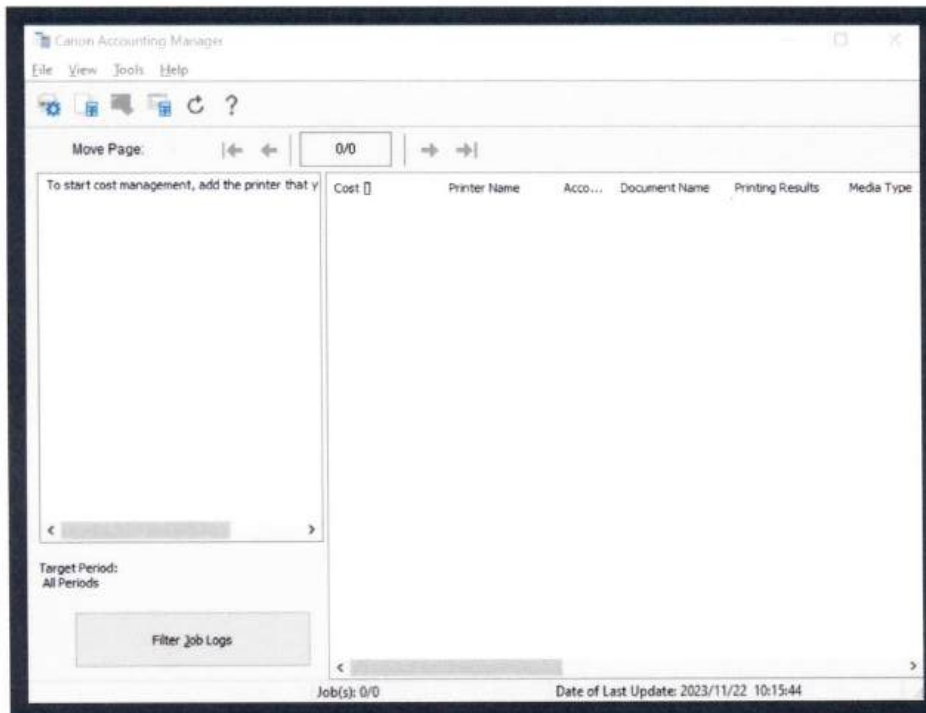 Canon Accounting Manager
File View Tools Help
?
Move Page: 0/0
To start cost management, add the printer that y
Cost [] Printer Name Acco... Document Name Printing Results Media Type
Target Period:
All Periods
Filter Job Logs
Job(s): 0/0 Date of Last Update: 2023/11/22 10:15:44